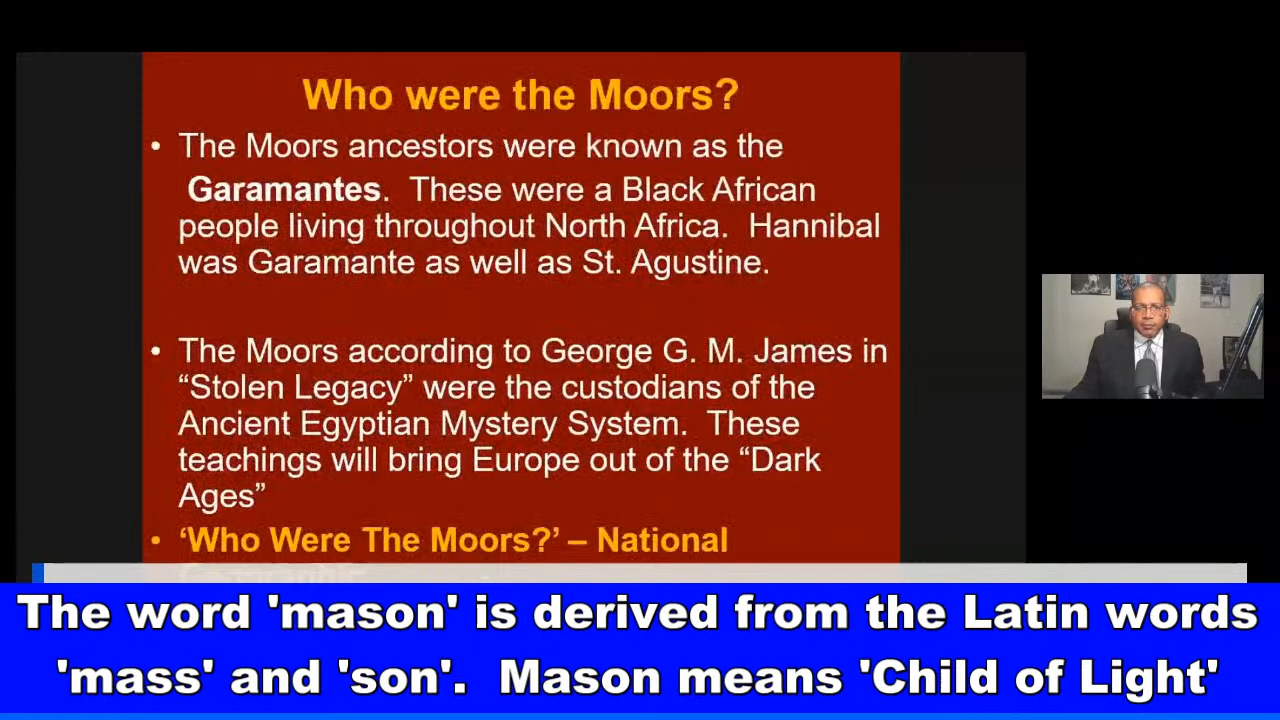 Who were the Moors?
• The Moors ancestors were known as the
Garamantes. These were a Black African
people living throughout North Africa. Hannibal
was Garamante as well as St. Agustine.
• The Moors according to George G. M. James in
“Stolen Legacy” were the custodians of the
Ancient Egyptian Mystery System. These
teachings will bring Europe out of the “Dark
Ages”
• ‘Who Were The Moors?’ – National
The word 'mason' is derived from the Latin words
'mass' and 'son'. Mason means 'Child of Light'